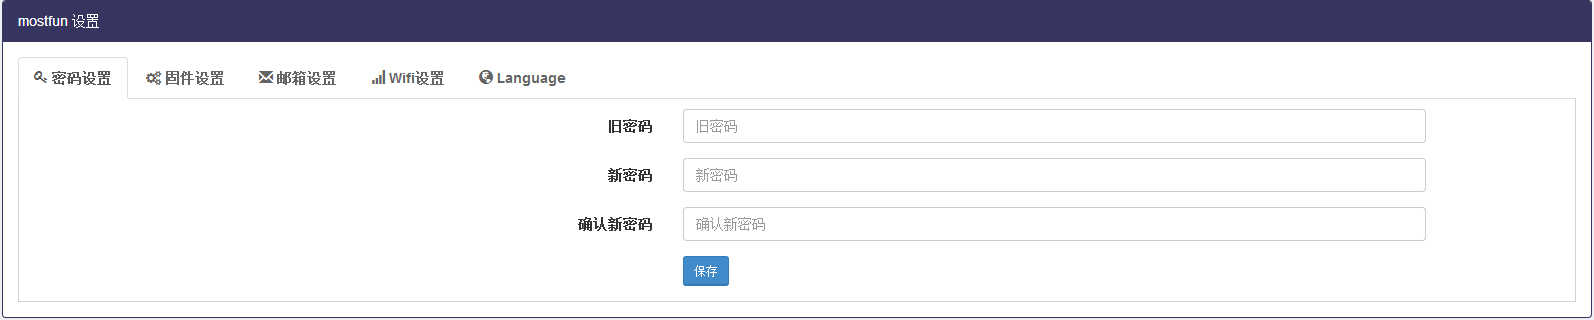 mostfun 设置
密码设置 固件设置 邮箱设置 Wifi设置 Language
旧密码 旧密码
新密码 新密码
确认新密码 确认新密码
保存